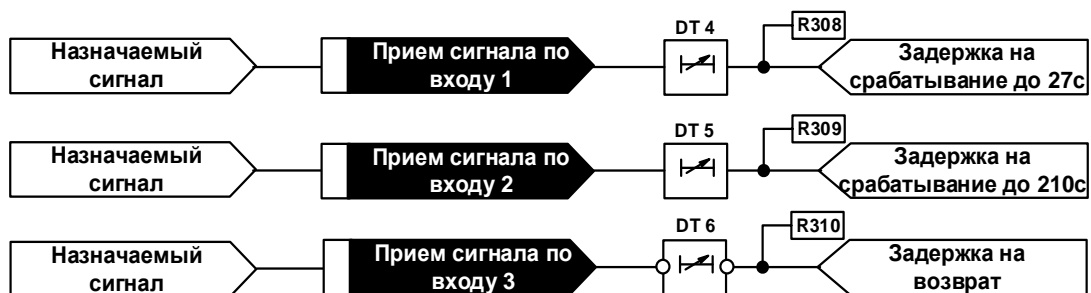 Назначаемый
сигнал
Прием сигнала по
входу 1
DT 4
R308
Задержка на
срабатывание до 27с
Назначаемый
сигнал
Прием сигнала по
входу 2
DT 5
R309
Задержка на
срабатывание до 210с
Назначаемый
сигнал
Прием сигнала по
входу 3
DT 6
R310
Задержка на
возврат